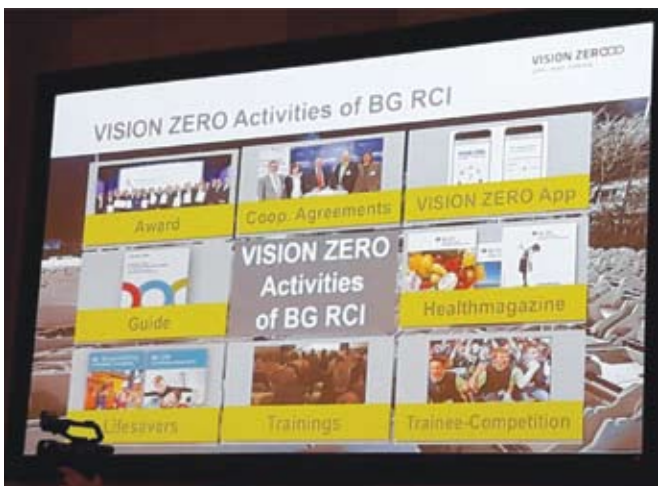 VISION ZERO
VISION ZERO Activities of BG RCI
Award
Coop. Agreements
VISION ZERO App
Guide
VISION ZERO
Activities
of BG RCI
Healthmagazine
Lifesavers
Trainings
Trainee-Competition